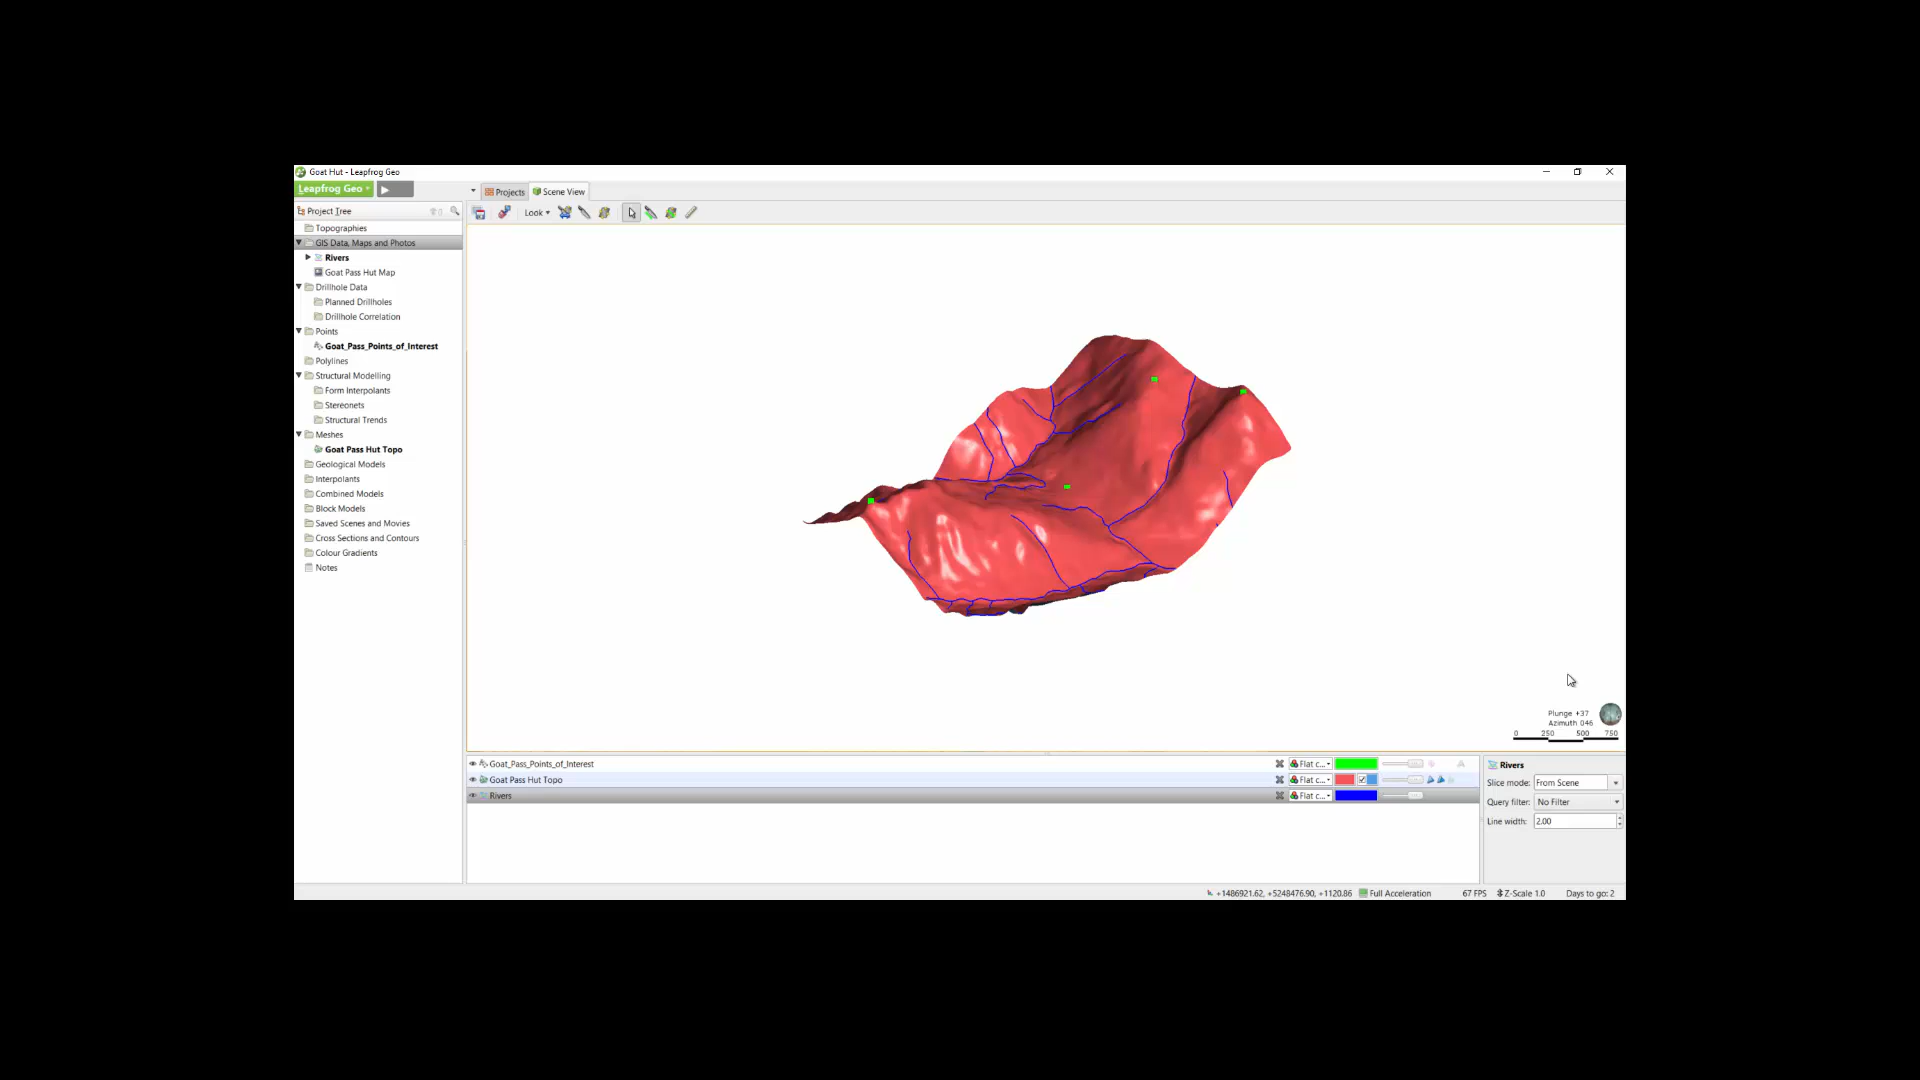 Goat Hut - Leapfrog Geo
Leapfrog Geo
Projects
Scene View
Project Tree
Look
Topographies
GIS Data, Maps and Photos
Rivers
Goat Pass Hut Map
Drillhole Data
Planned Drillholes
Drillhole Correlation
Points
Goat_Pass_Points_of_Interest
Polylines
Structural Modelling
Form Interpolants
Stereonets
Structural Trends
Meshes
Goat Pass Hut Topo
Geological Models
Interpolants
Combined Models
Block Models
Saved Scenes and Movies
Cross Sections and Contours
Colour Gradients
Notes
Plunge +37
Azimuth 046
0 250 500 750
Goat_Pass_Points_of_Interest Flat c...
Goat Pass Hut Topo Flat c...
Rivers Flat c...
Rivers
Slice mode: From Scene
Query filter: No Filter
Line width: 2.00
+1486921.62, +5248476.90, +1120.86 Full Acceleration 67 FPS Z-Scale 1.0 Days to go: 2